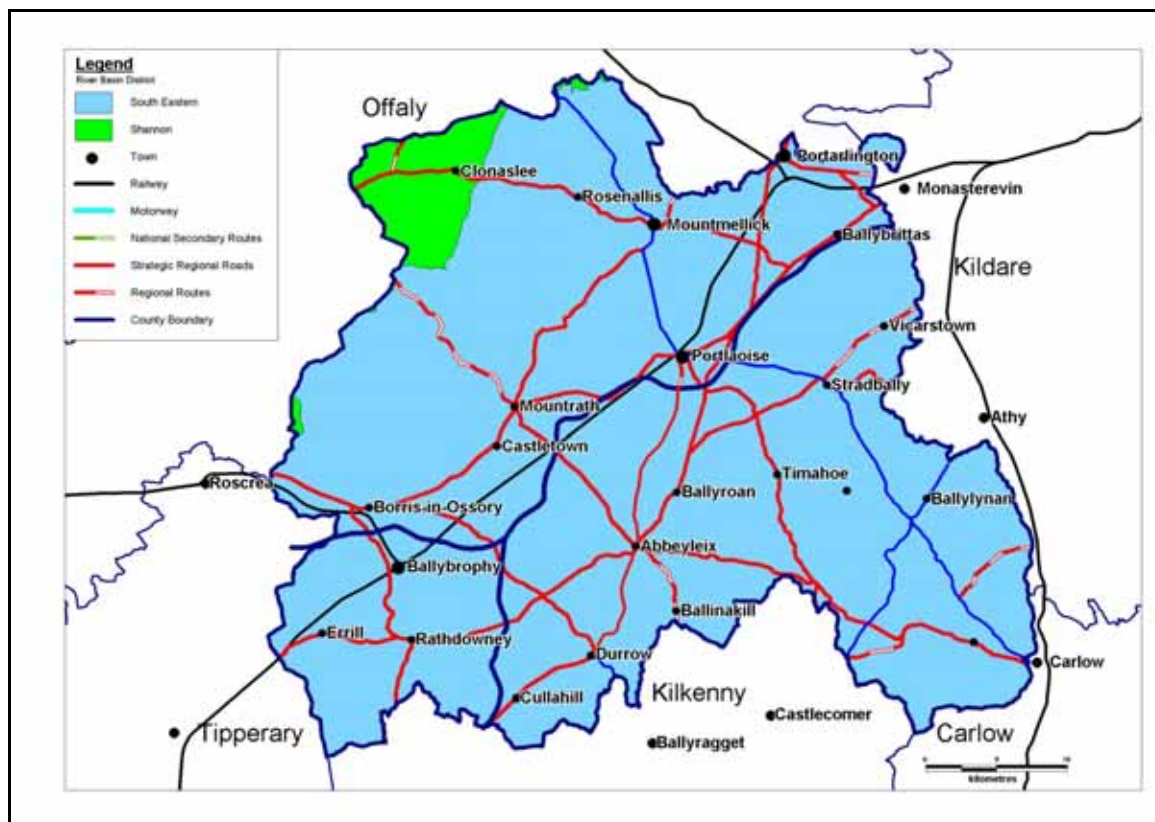 Legend
River Basin District
South Eastern
Shannon
Town
Railway
Motorway
National Secondary Routes
Strategic Regional Roads
Regional Routes
County Boundary
Offaly
Clonaslee
Rosenallis
Mountmellick
Portarlington
Monasterevin
Ballybrittas
Kildare
Vicarstown
Portlaoise
Stradbally
Mountrath
Athy
Castletown
Roscrea
Timahoe
Ballyroan
Ballylynan
Borris-in-Ossory
Abbeyleix
Ballybrophy
Ballinakill
Errill
Rathdowney
Durrow
Carlow
Cullahill
Kilkenny
Castlecomer
Tipperary
Ballyragget
Carlow
kilometres